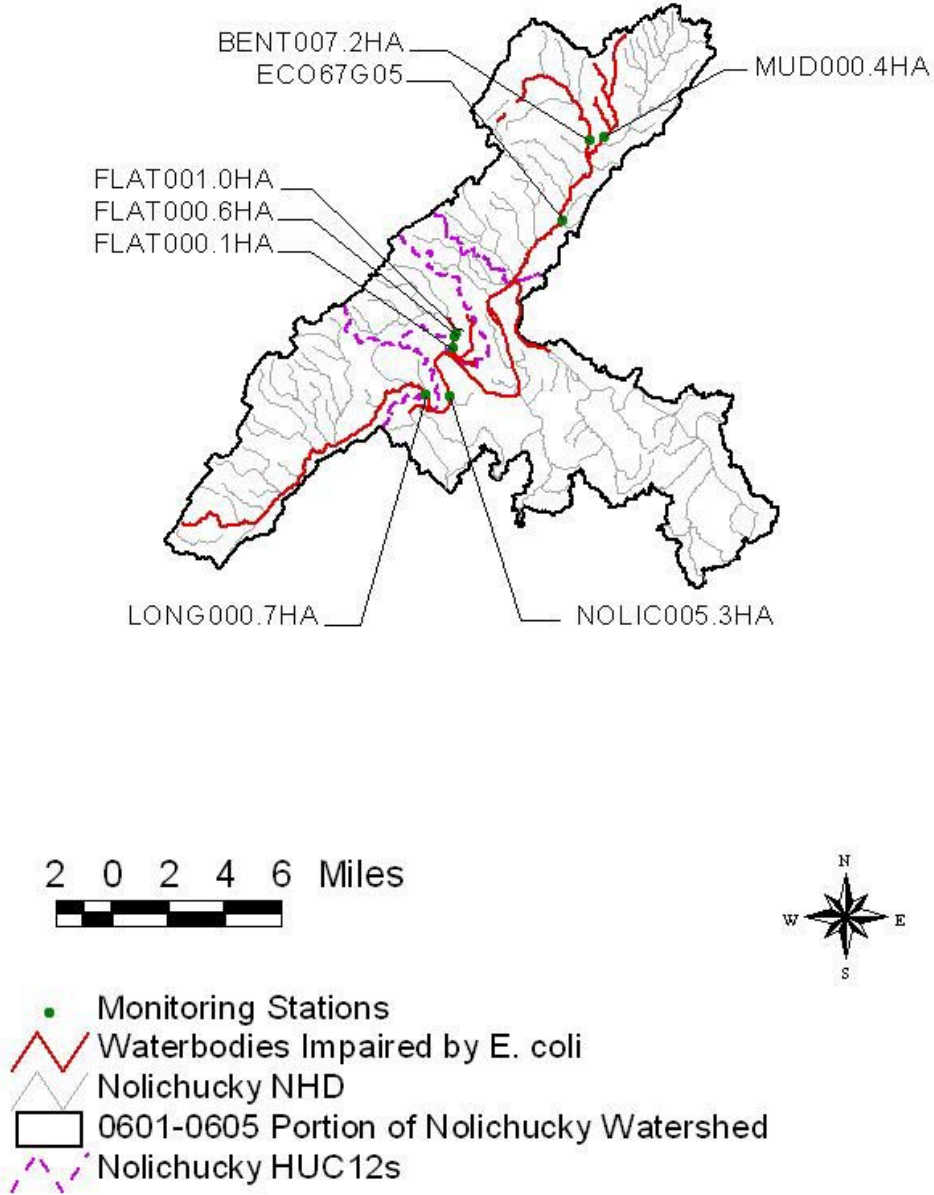 BENT007.2HA
ECO67G05
MUD000.4HA
FLAT001.0HA
FLAT000.6HA
FLAT000.1HA
LONG000.7HA
NOLIC005.3HA
2 0 2 4 6 Miles
N
W E
S
Monitoring Stations
Waterbodies Impaired by E. coli
Nolichucky NHD
0601-0605 Portion of Nolichucky Watershed
Nolichucky HUC12s